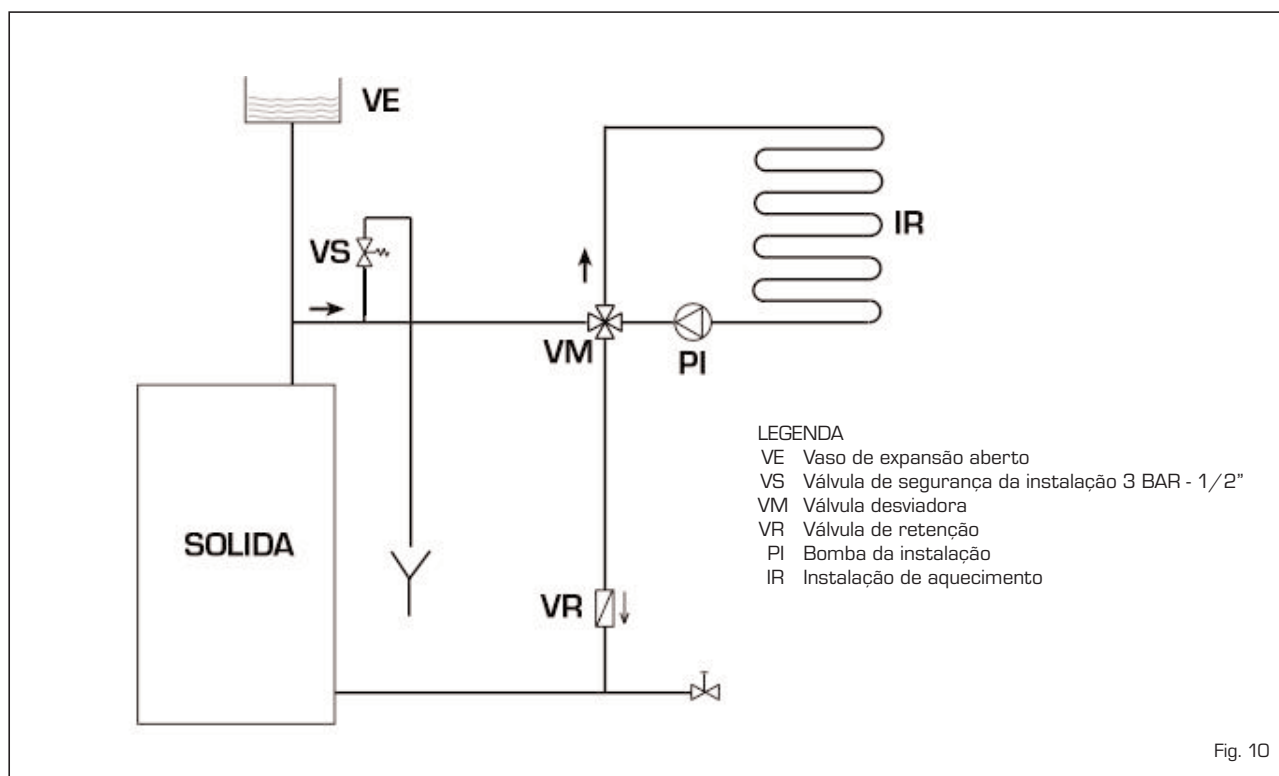 VE
VS
IR
VM
PI
SOLIDA
VR
LEGENDA
VE Vaso de expansão aberto
VS Válvula de segurança da instalação 3 BAR - 1/2”
VM Válvula desviadora
VR Válvula de retenção
PI Bomba da instalação
IR Instalação de aquecimento
Fig. 10